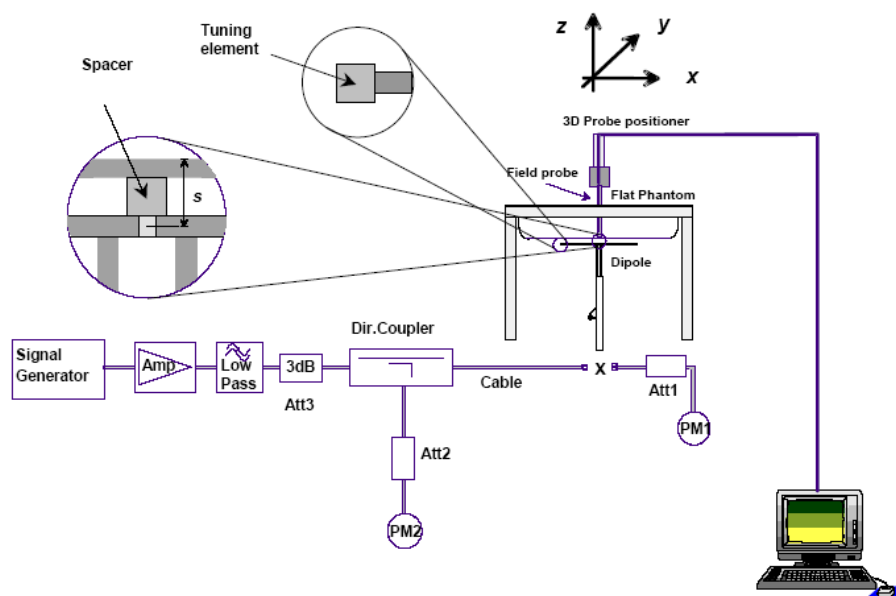 Tuning
element
Spacer
z
y
x
3D Probe positioner
Field probe
Flat Phantom
s
Dipole
Dir.Coupler
Signal
Generator
Amp
Low
Pass
3dB
Att3
Cable
X
Att1
PM1
Att2
PM2